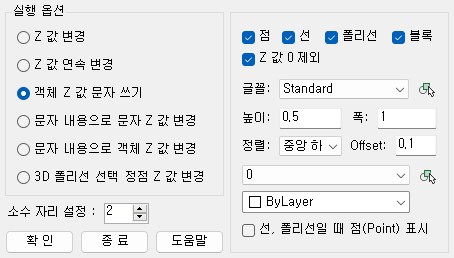 실행 옵션
Z 값 변경
Z 값 연속 변경
객체 Z 값 문자 쓰기
문자 내용으로 문자 Z 값 변경
문자 내용으로 객체 Z 값 변경
3D 폴리선 선택 정점 Z 값 변경
소수 자리 설정 : 2
확 인 종 료 도움말
점 선 폴리선 블록
Z 값 0 제외
글꼴: Standard
높이: 0,5 폭: 1
정렬: 중앙 하 Offset: 0,1
0
ByLayer
선, 폴리선일 때 점(Point) 표시